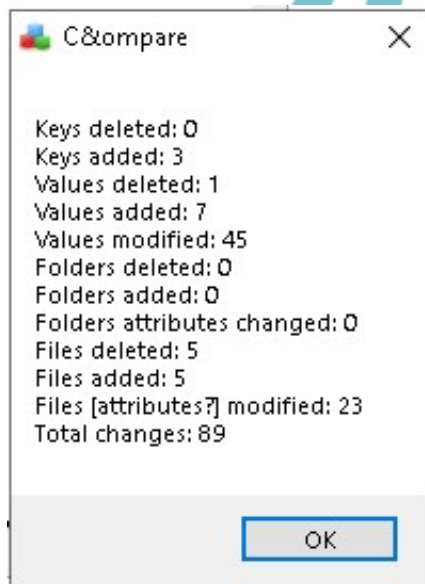 C&tompare
Keys deleted: 0
Keys added: 3
Values deleted: 1
Values added: 7
Values modified: 45
Folders deleted: 0
Folders added: 0
Folders attributes changed: 0
Files deleted: 5
Files added: 5
Files [attributes?] modified: 23
Total changes: 89
OK